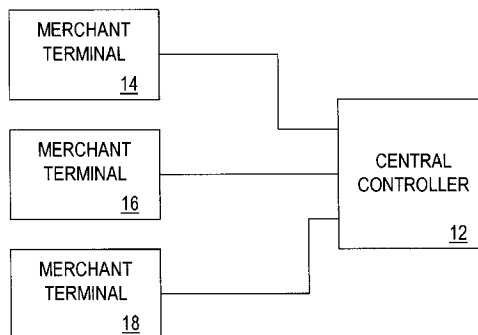 MERCHANT
TERMINAL
14
MERCHANT
TERMINAL
16
MERCHANT
TERMINAL
18
CENTRAL
CONTROLLER
12